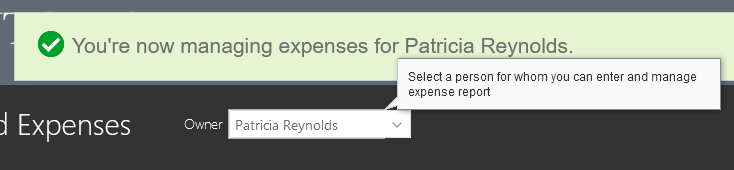 You're now managing expenses for Patricia Reynolds.
Select a person for whom you can enter and manage
expense report
Expenses
Owner
Patricia Reynolds